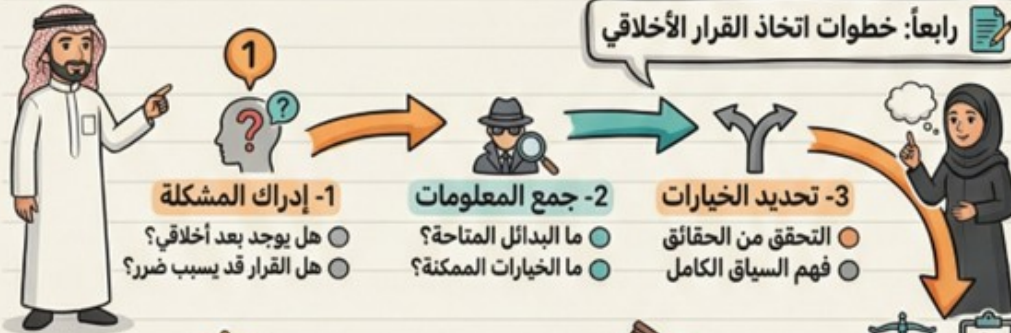 رابعاً: خطوات اتخاذ القرار الأخلاقي
1
?
?
1- إدراك المشكلة
هل يوجد بعد أخلاقي؟
هل القرار قد يسبب ضرر؟
2- جمع المعلومات
ما البدائل المتاحة؟
ما الخيارات الممكنة؟
3- تحديد الخيارات
التحقق من الحقائق
فهم السياق الكامل